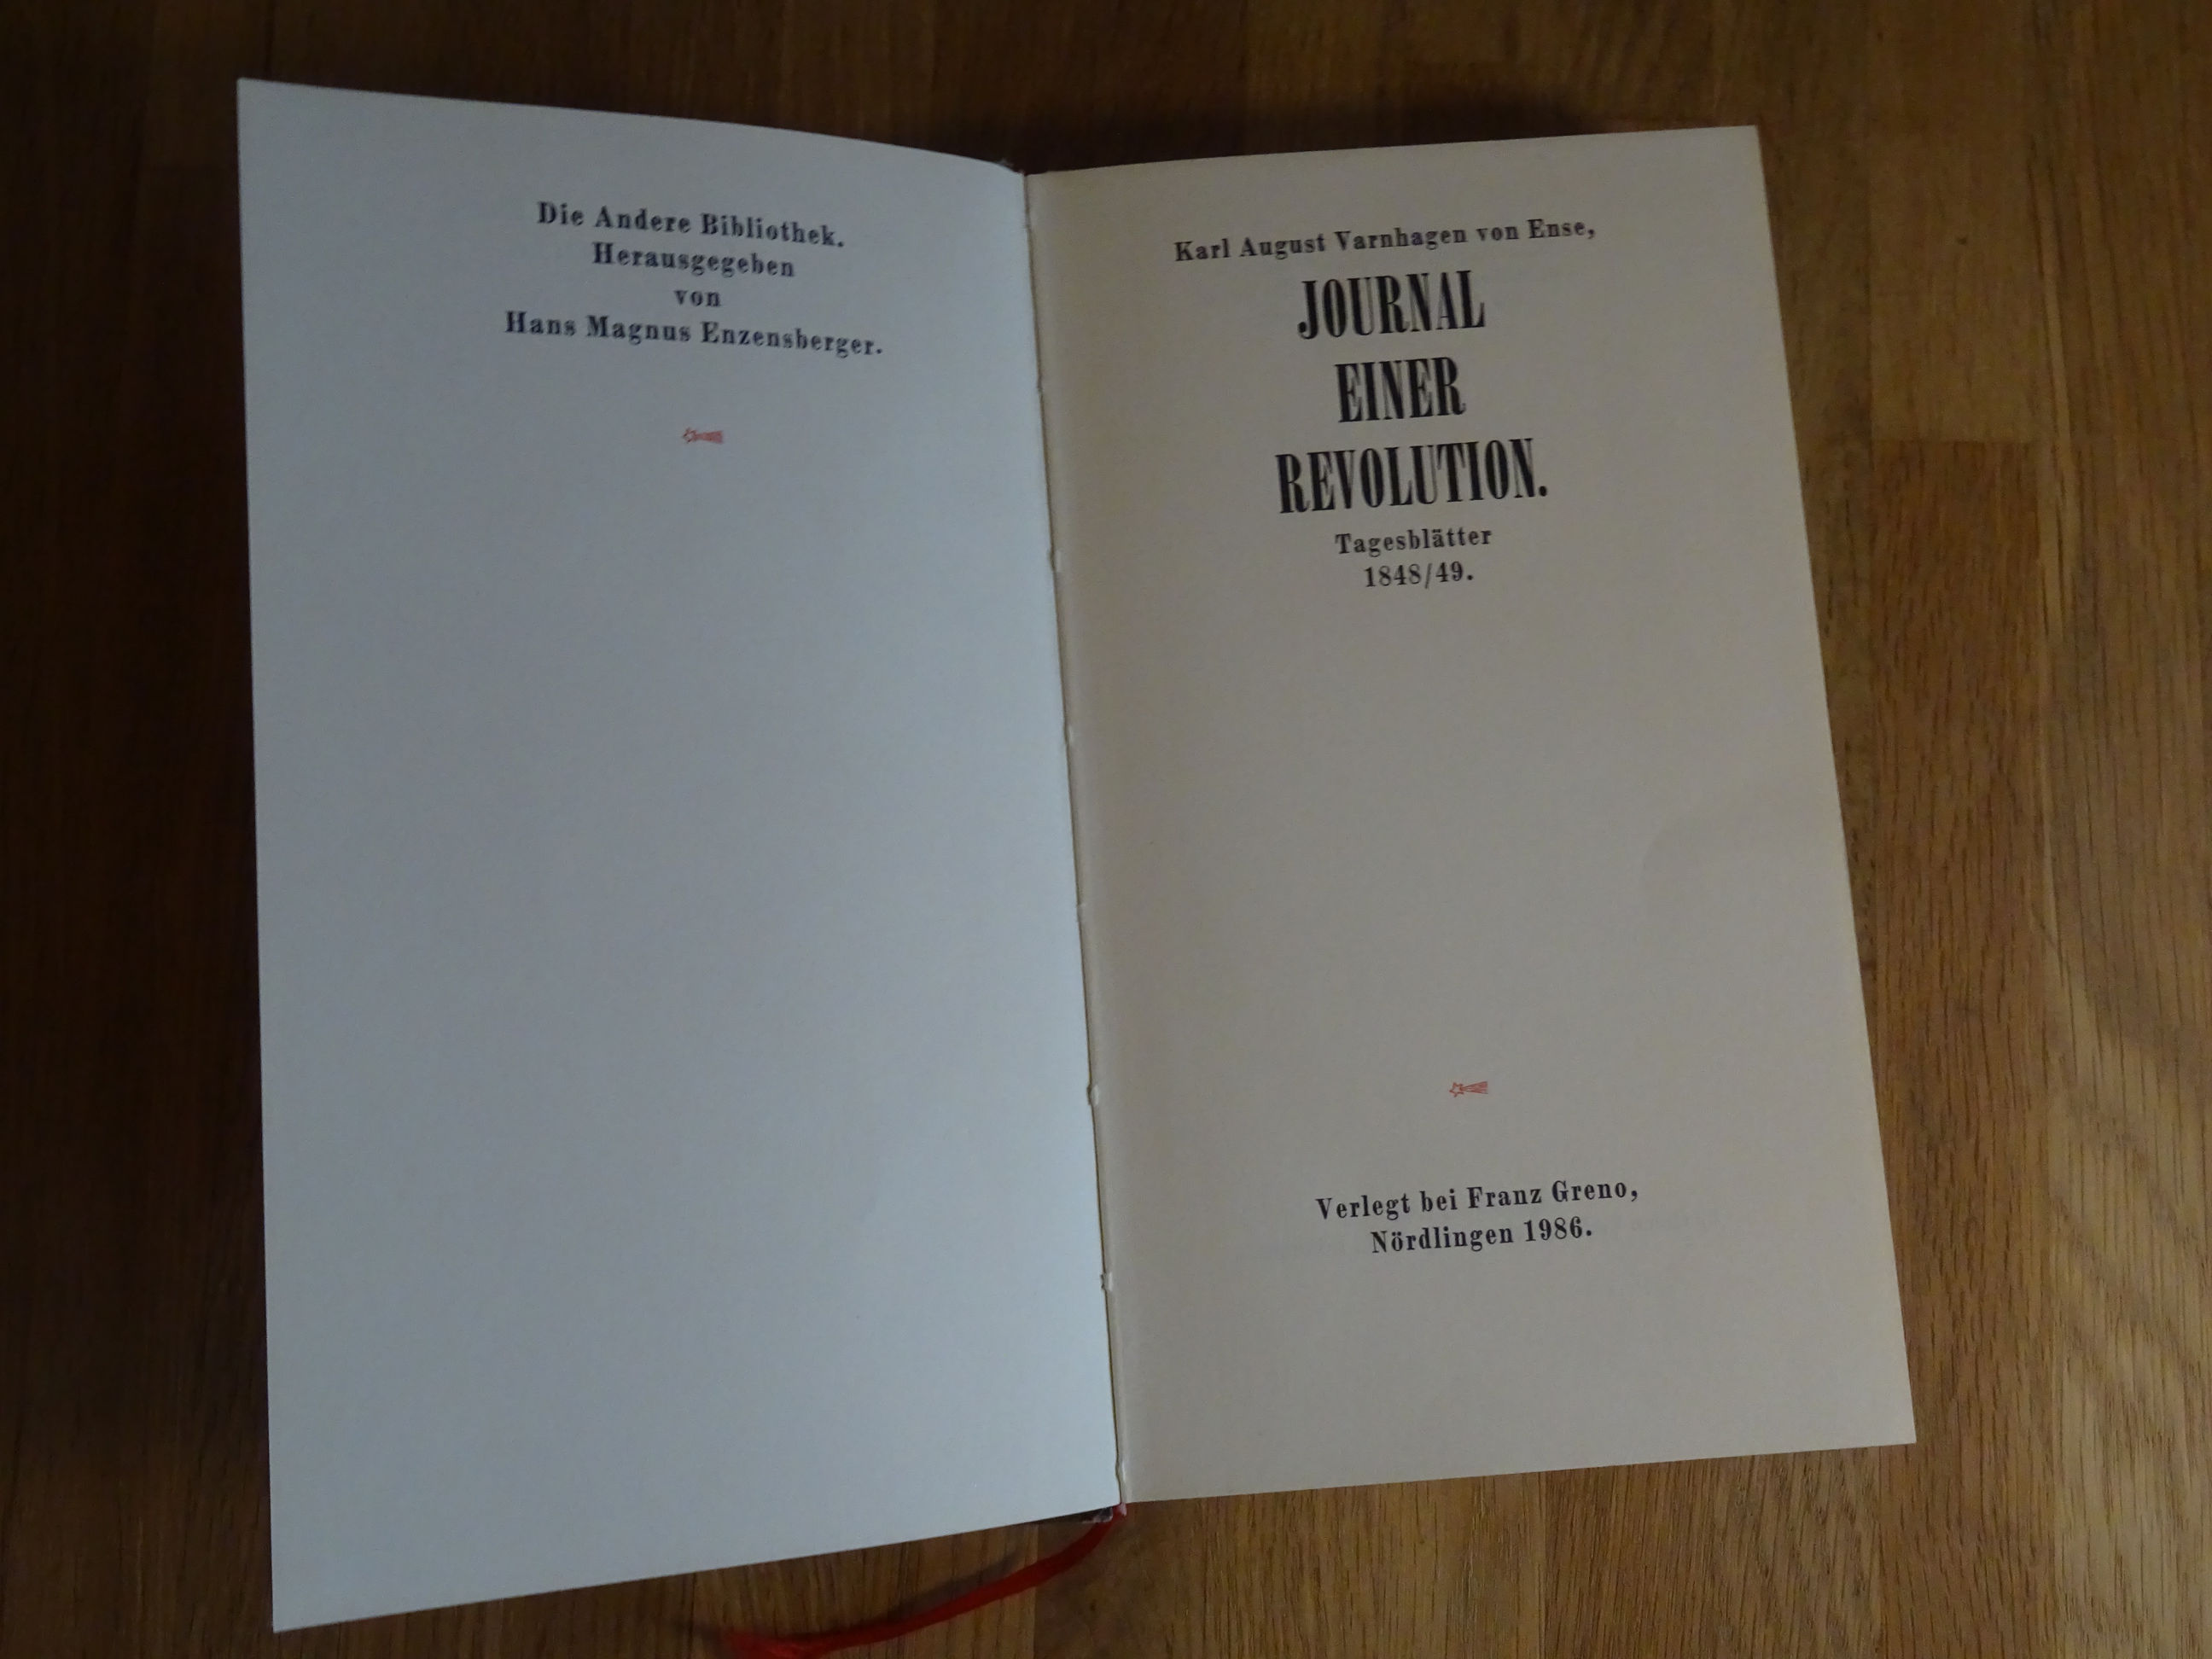 Die Andere Bibliothek.
Herausgegeben
von
Hans Magnus Enzensberger.
Karl August Varnhagen von Ense,
JOURNAL
EINER
REVOLUTION.
Tagesblätter
1848/49.
Verlegt bei Franz Greno,
Nördlingen 1986.